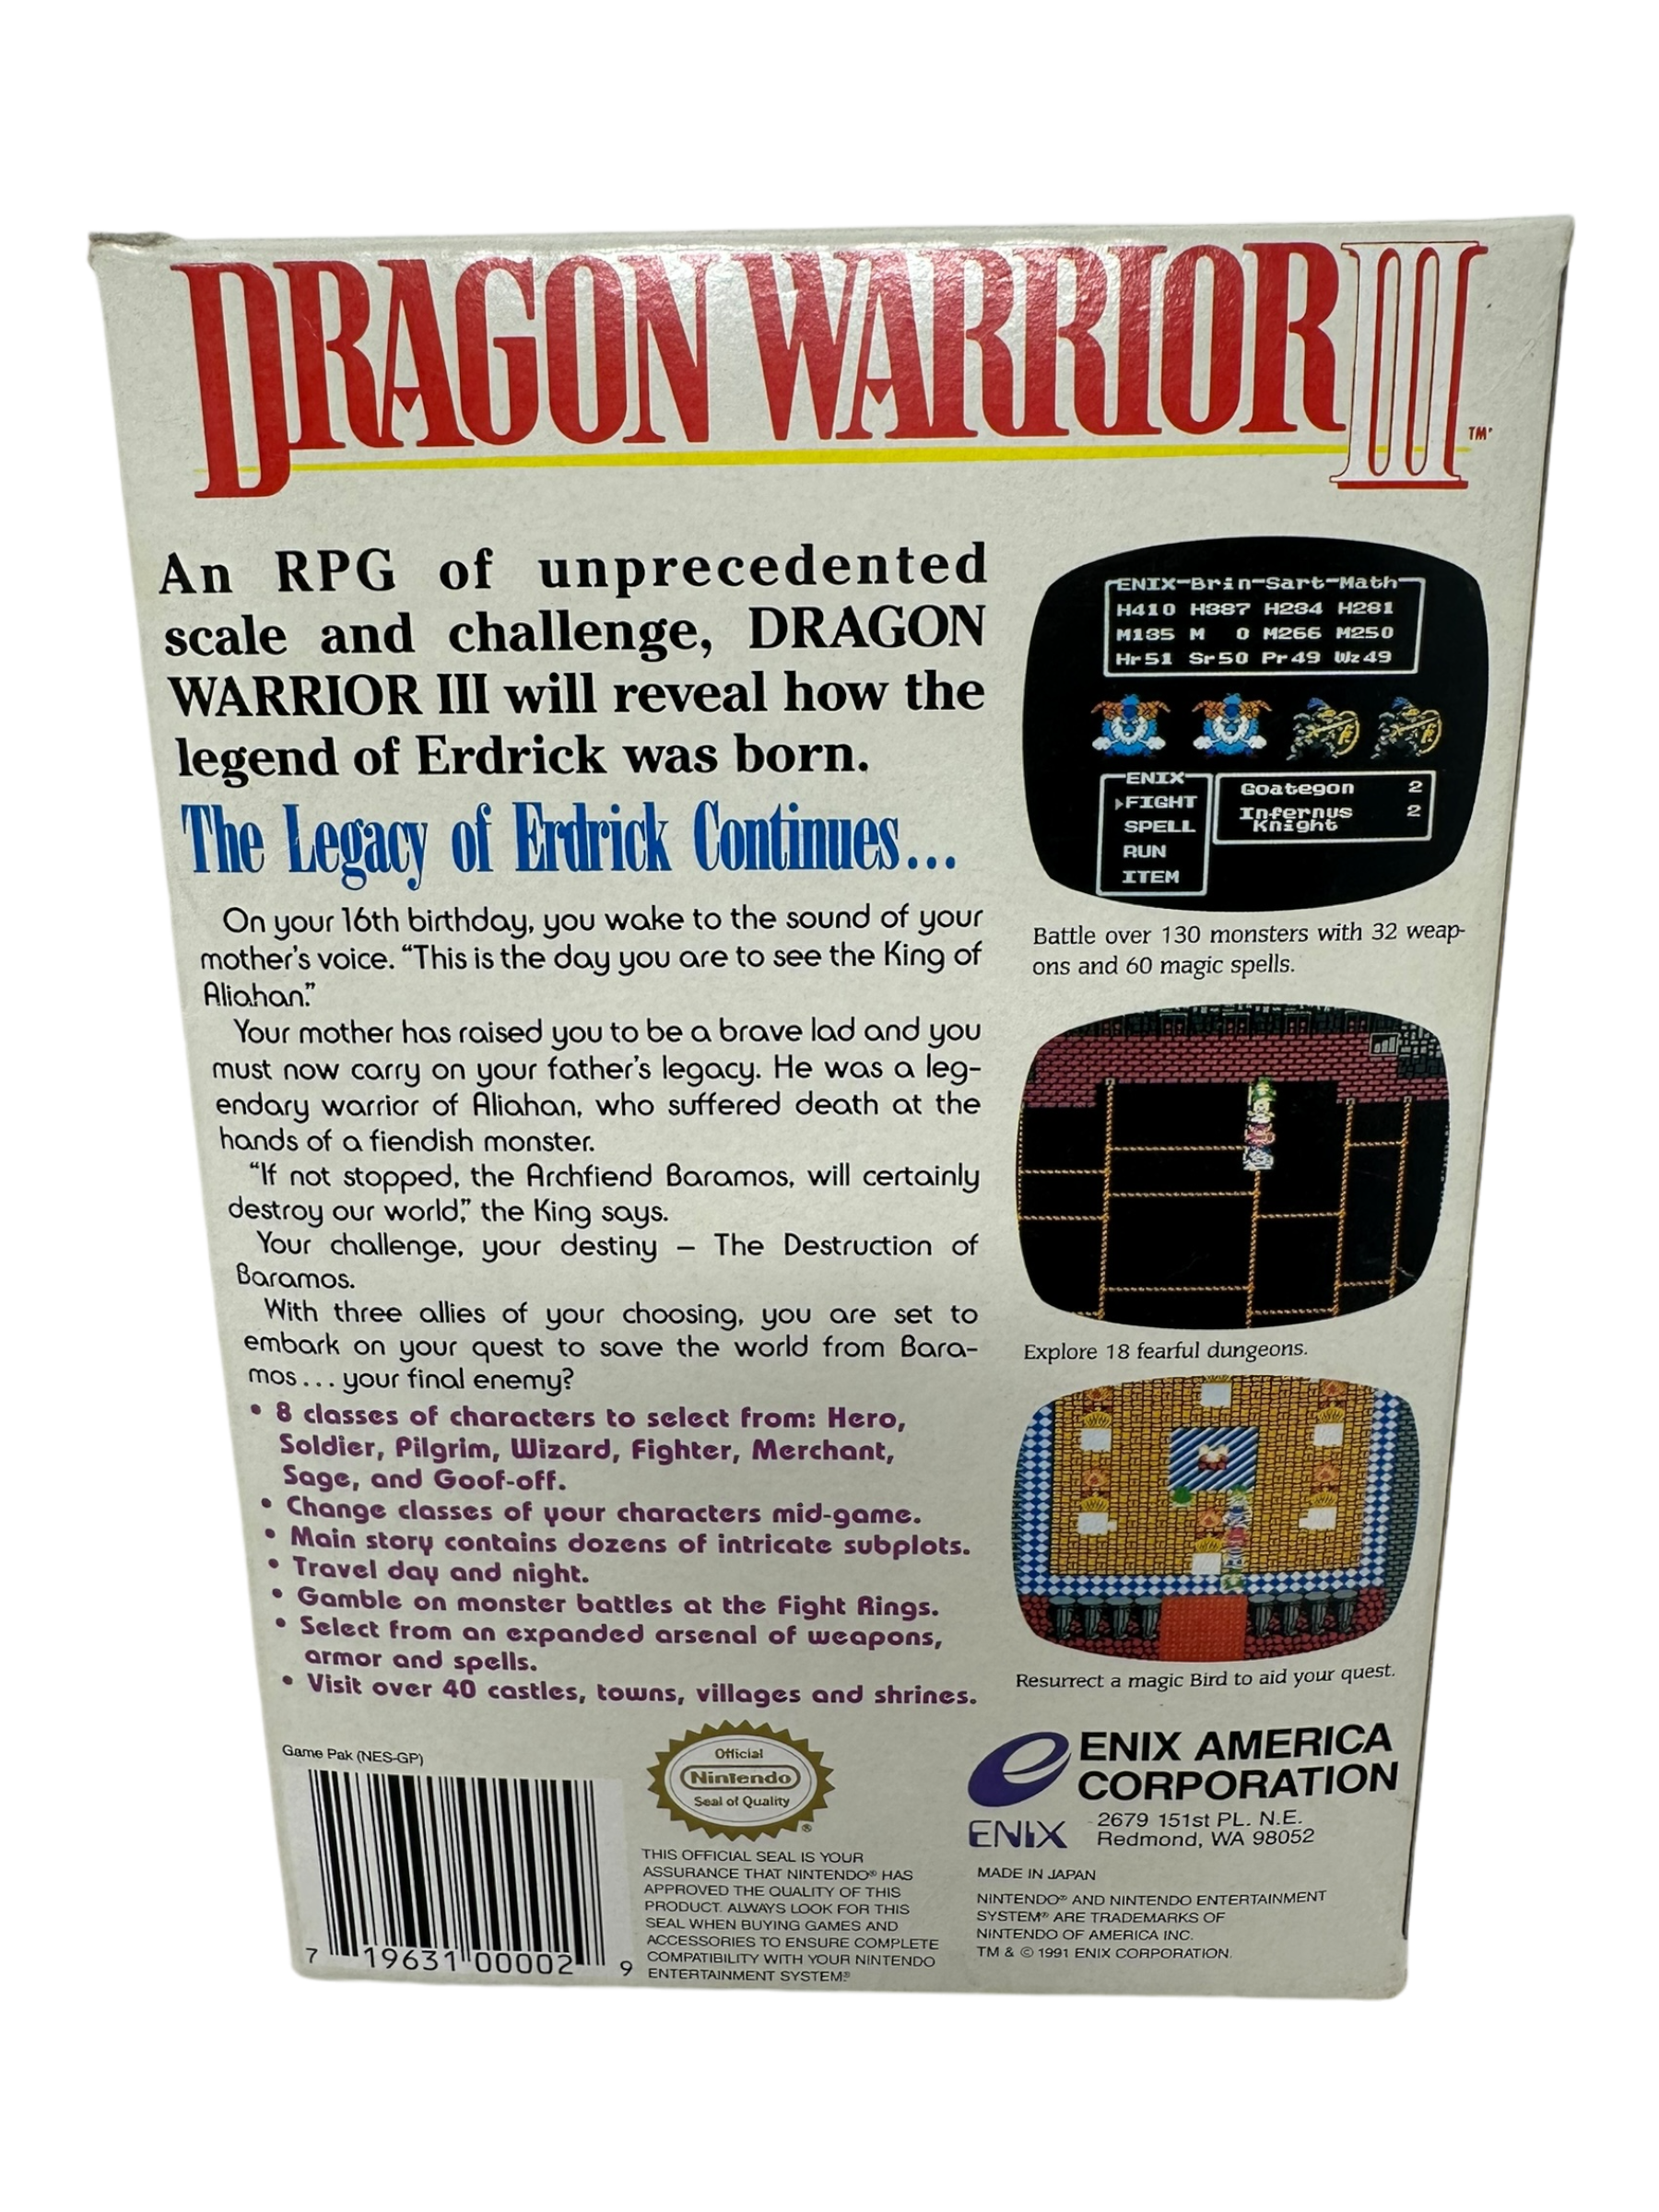 DRAGON WARRIOR III
TM
An RPG of unprecedented
scale and challenge, DRAGON
WARRIOR III will reveal how the
legend of Erdrick was born.
The Legacy of Erdrick Continues...
On your 16th birthday, you wake to the sound of your
mother's voice. "This is the day you are to see the King of
Aliahan."
Your mother has raised you to be a brave lad and you
must now carry on your father's legacy. He was a leg-
endary warrior of Aliahan, who suffered death at the
hands of a fiendish monster.
"If not stopped, the Archfiend Baramos, will certainly
destroy our world," the King says.
Your challenge, your destiny – The Destruction of
Baramos.
With three allies of your choosing, you are set to
embark on your quest to save the world from Bara-
mos... your final enemy?
• 8 classes of characters to select from: Hero,
Soldier, Pilgrim, Wizard, Fighter, Merchant,
Sage, and Goof-off.
• Change classes of your characters mid-game.
• Main story contains dozens of intricate subplots.
• Travel day and night.
• Gamble on monster battles at the Fight Rings.
• Select from an expanded arsenal of weapons,
armor and spells.
• Visit over 40 castles, towns, villages and shrines.
ENIX Brin Sart Math
H410 H387 H234 H281
M135 M 0 M266 M250
Hr51 Sr50 Pr49 Wz49
ENIX
FIGHT
SPELL
RUN
ITEM
Goategon 2
Infernus 2
Knight
Battle over 130 monsters with 32 weap-
ons and 60 magic spells.
Explore 18 fearful dungeons.
Resurrect a magic Bird to aid your quest.
Game Pak (NES-GP)
7 19631 00002 9
Official
Nintendo
Seal of Quality
®
THIS OFFICIAL SEAL IS YOUR
ASSURANCE THAT NINTENDO® HAS
APPROVED THE QUALITY OF THIS
PRODUCT. ALWAYS LOOK FOR THIS
SEAL WHEN BUYING GAMES AND
ACCESSORIES TO ENSURE COMPLETE
COMPATIBILITY WITH YOUR NINTENDO
ENTERTAINMENT SYSTEM®
ENIX
ENIX AMERICA
CORPORATION
2679 151st PL. N.E.
Redmond, WA 98052
MADE IN JAPAN
NINTENDO® AND NINTENDO ENTERTAINMENT
SYSTEM® ARE TRADEMARKS OF
NINTENDO OF AMERICA INC.
TM & © 1991 ENIX CORPORATION.